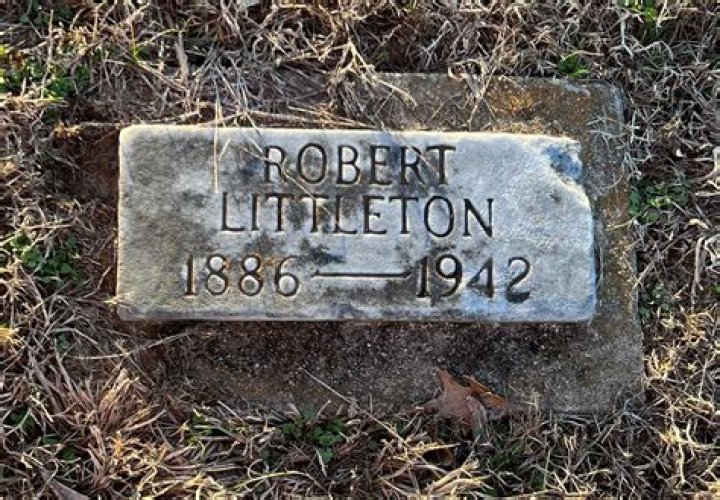 ROBERT
LITTLETON
1886 — 1942